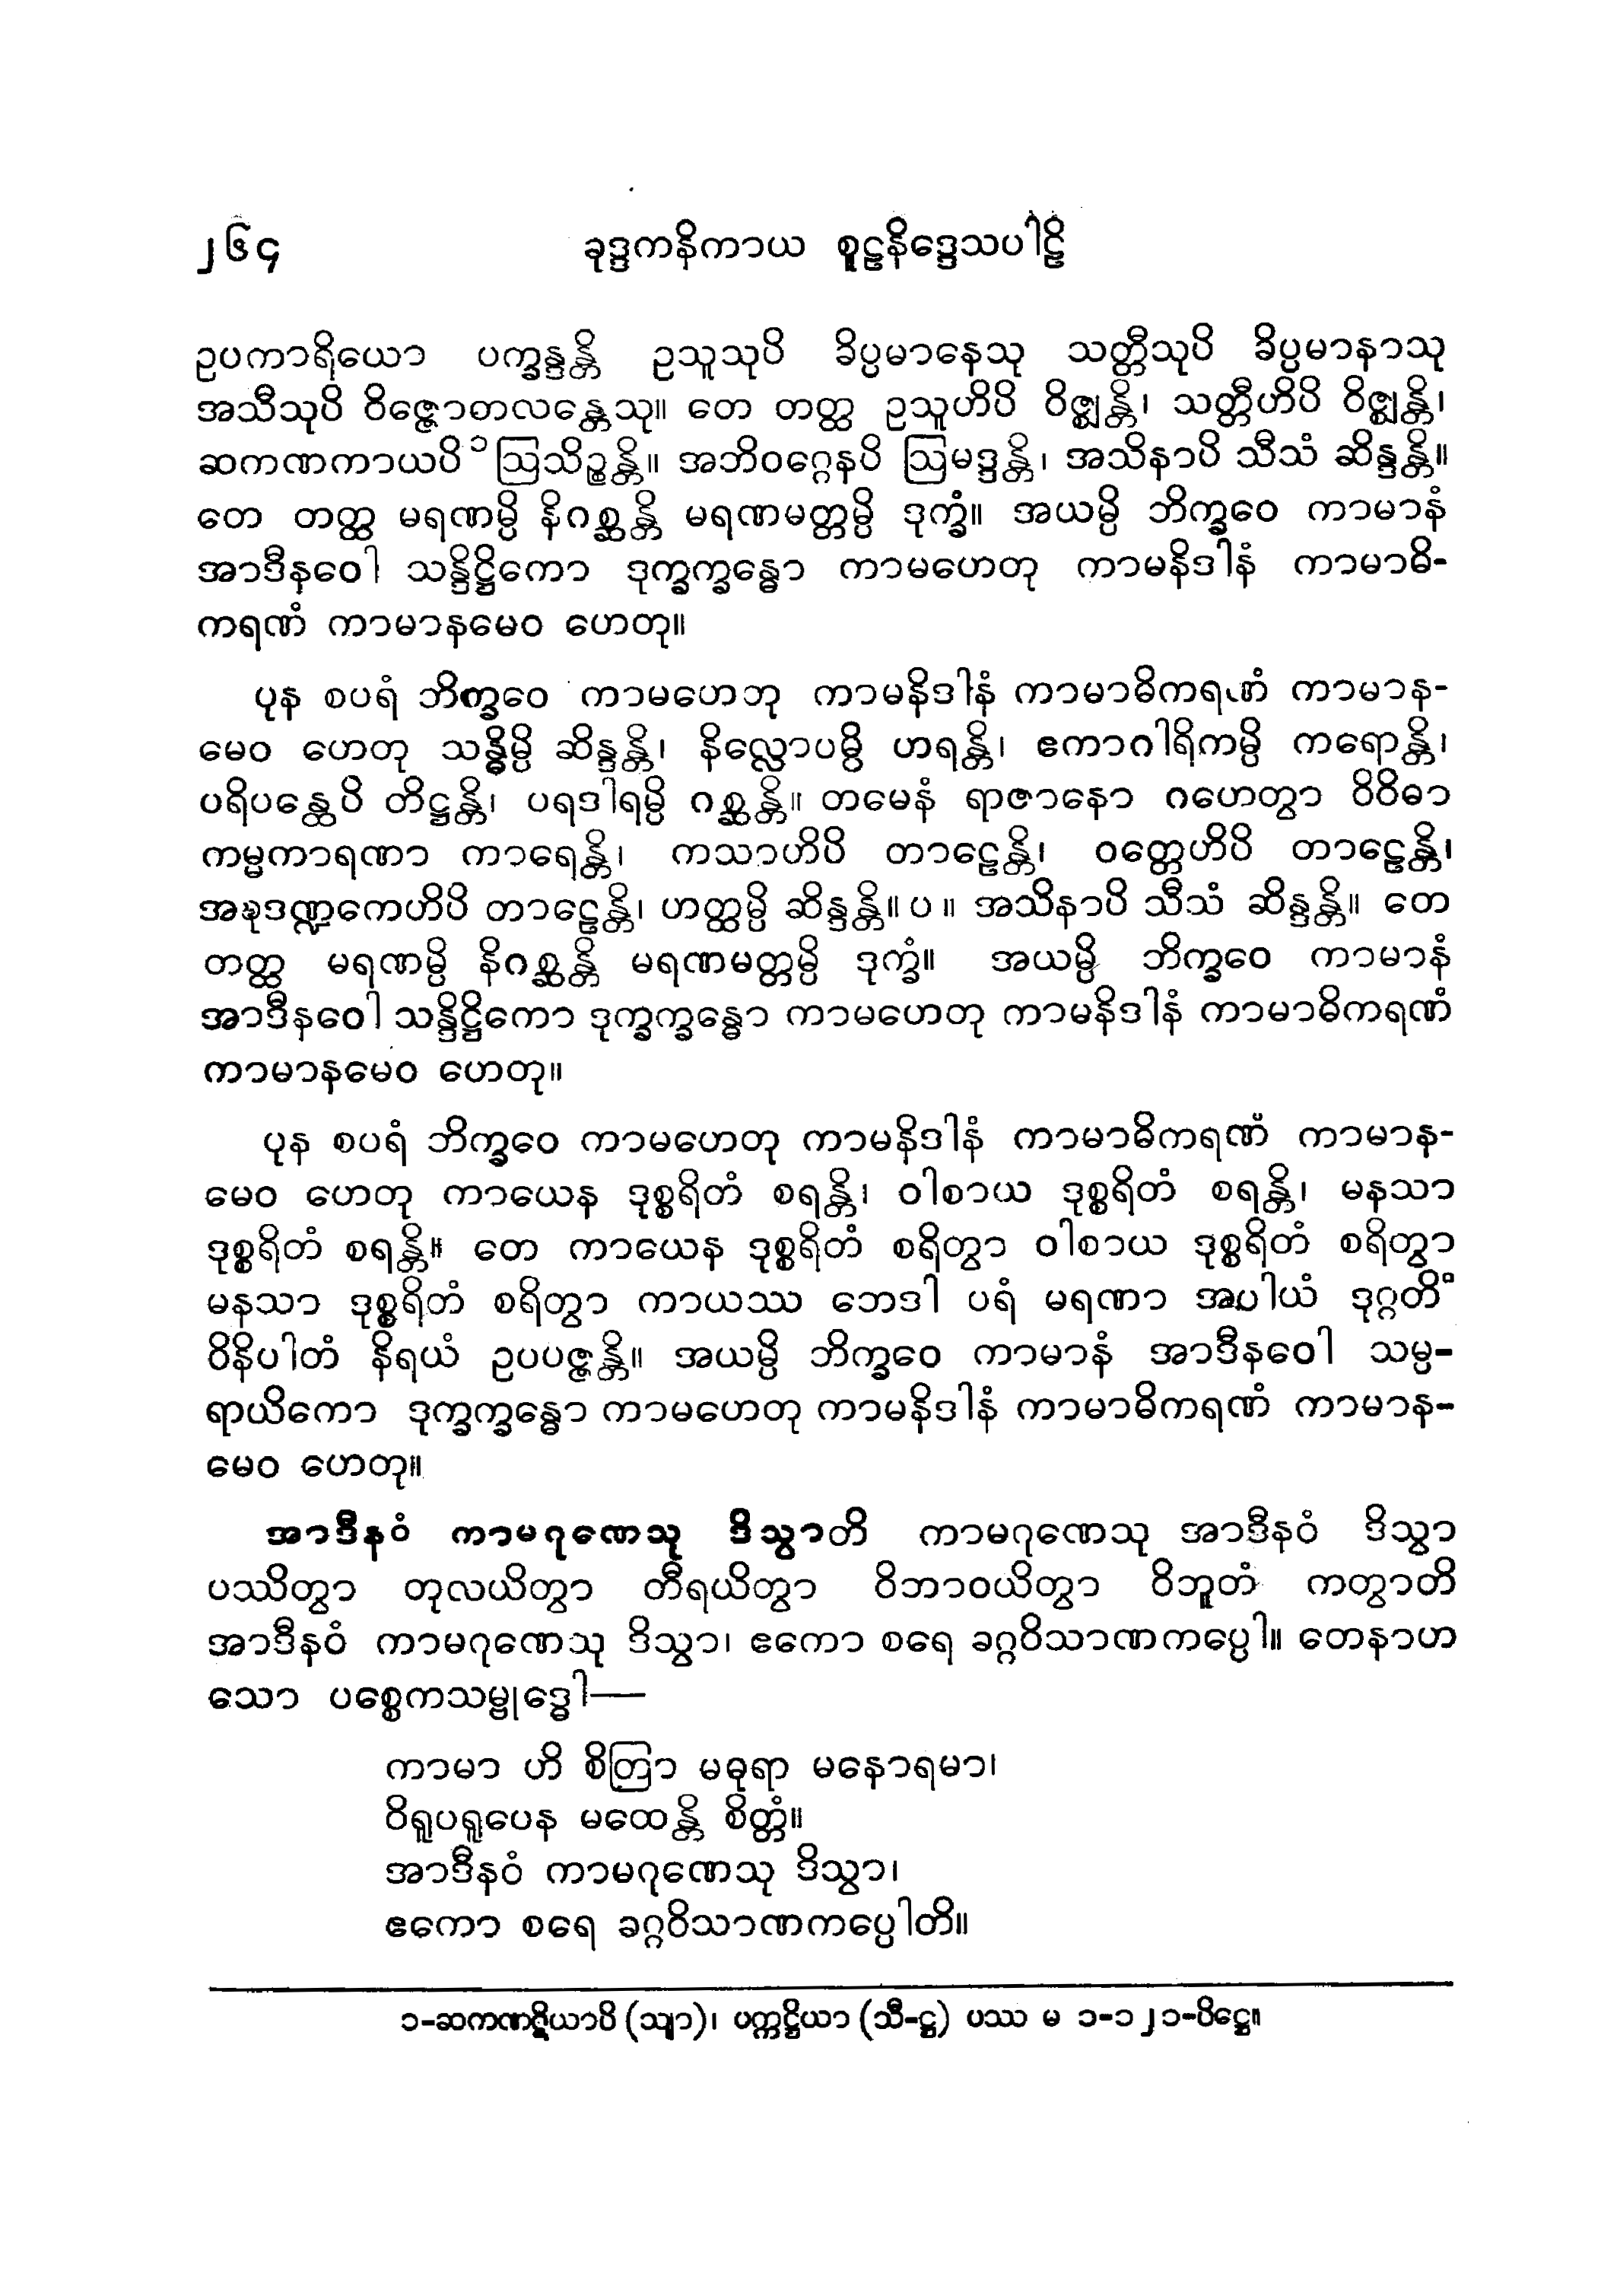 ၂၆၄ ခုဒ္ဒကနိကာယ စူဠနိဒ္ဒေသပါဠိ
ဥပကာရိယော ပက္ခန္ဒန္တိ ဥသူသုပိ ခိပ္ပမာနေသု သတ္တီသုပိ ခိပ္ပမာနာသု
အသီသုပိ ဝိဇ္ဇောတလန္တေသု။ တေ တတ္ထ ဥသူဟိပိ ဝိဇ္ဈန္တိ၊ သတ္တီဟိပိ ဝိဇ္ဈန္တိ၊
ဆကဏကာယပိ ၁ ဩသိဉ္စန္တိ။ အဘိဝဂ္ဂေနပိ ဩမဒ္ဒန္တိ၊ အသိနာပိ သီသံ ဆိန္ဒန္တိ။
တေ တတ္ထ မရဏမ္ပိ နိဂစ္ဆန္တိ မရဏမတ္တမ္ပိ ဒုက္ခံ။ အယမ္ပိ ဘိက္ခဝေ ကာမာနံ
အာဒီနဝေါ သန္ဒိဋ္ဌိကော ဒုက္ခက္ခန္ဓော ကာမဟေတု ကာမနိဒါနံ ကာမာဓိ-
ကရဏံ ကာမာနမေဝ ဟေတု။
ပုန စပရံ ဘိက္ခဝေ ကာမဟေဘု ကာမနိဒါနံ ကာမာဓိကရဏံ ကာမာန-
မေဝ ဟေတု သန္ဓိမ္ပိ ဆိန္ဒန္တိ၊ နိလ္လောပမ္ပိ ဟရန္တိ၊ ဧကာဂါရိကမ္ပိ ကရောန္တိ၊
ပရိပန္ထေပိ တိဋ္ဌန္တိ၊ ပရဒါရမ္ပိ ဂစ္ဆန္တိ။ တမေနံ ရာဇာနော ဂဟေတွာ ဝိဝိဓာ
ကမ္မကာရဏာ ကာရေန္တိ၊ ကသာဟိပိ တာဠေန္တိ၊ ဝတ္တေဟိပိ တာဠေန္တိ၊
အဍ္ဎဒဏ္ဍကေဟိပိ တာဠေန္တိ၊ ဟတ္ထမ္ပိ ဆိန္ဒန္တိ။ ပ ။ အသိနာပိ သီသံ ဆိန္ဒန္တိ။ တေ
တတ္ထ မရဏမ္ပိ နိဂစ္ဆန္တိ မရဏမတ္တမ္ပိ ဒုက္ခံ။ အယမ္ပိ ဘိက္ခဝေ ကာမာနံ
အာဒီနဝေါ သန္ဒိဋ္ဌိကော ဒုက္ခက္ခန္ဓော ကာမဟေတု ကာမနိဒါနံ ကာမာဓိကရဏံ
ကာမာနမေဝ ဟေတု။
ပုန စပရံ ဘိက္ခဝေ ကာမဟေတု ကာမနိဒါနံ ကာမာဓိကရဏံ ကာမာန-
မေဝ ဟေတု ကာယေန ဒုစ္စရိတံ စရန္တိ၊ ဝါစာယ ဒုစ္စရိတံ စရန္တိ၊ မနသာ
ဒုစ္စရိတံ စရန္တိ။ တေ ကာယေန ဒုစ္စရိတံ စရိတွာ ဝါစာယ ဒုစ္စရိတံ စရိတွာ
မနသာ ဒုစ္စရိတံ စရိတွာ ကာယဿ ဘေဒါ ပရံ မရဏာ အပါယံ ဒုဂ္ဂတိံ
ဝိနိပါတံ နိရယံ ဥပပဇ္ဇန္တိ။ အယမ္ပိ ဘိက္ခဝေ ကာမာနံ အာဒီနဝေါ သမ္ပ-
ရာယိကော ဒုက္ခက္ခန္ဓော ကာမဟေတု ကာမနိဒါနံ ကာမာဓိကရဏံ ကာမာန-
မေဝ ဟေတု။
အာဒီနဝံ ကာမဂုဏေသု ဒိသွာတိ ကာမဂုဏေသု အာဒီနဝံ ဒိသွာ
ပဿိတွာ တုလယိတွာ တီရယိတွာ ဝိဘာဝယိတွာ ဝိဘူတံ ကတွာတိ
အာဒီနဝံ ကာမဂုဏေသု ဒိသွာ၊ ဧကော စရေ ခဂ္ဂဝိသာဏကပ္ပေါ။ တေနာဟ
သော ပစ္စေကသမ္ဗုဒ္ဓေါ—
ကာမာ ဟိ စိတြာ မဓုရာ မနောရမာ၊
ဝိရူပရူပေန မထေန္တိ စိတ္တံ။
အာဒီနဝံ ကာမဂုဏေသု ဒိသွာ၊
ဧကော စရေ ခဂ္ဂဝိသာဏကပ္ပေါတိ။
၁-ဆကဏဋ္ဋိယာပိ (သျာ)၊ ပက္ကဋ္ဌိယာ (သီ-ဋ္ဌ) ပဿ မ ၁-၁၂၁-ပိဋ္ဌေ။